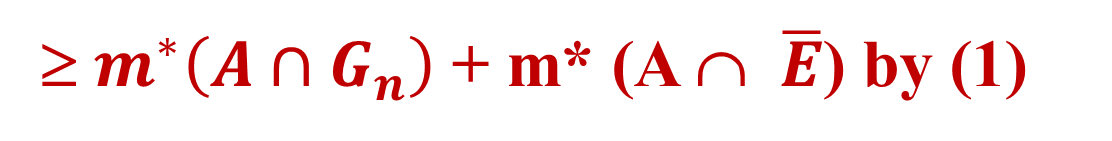 ≥ m*(A ∩ Gₙ) + m* (A ∩ E̅) by (1)